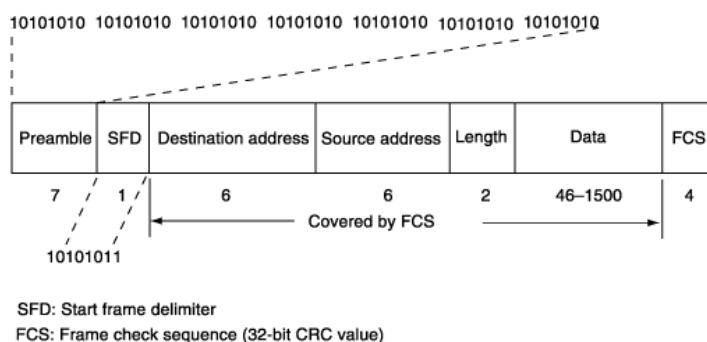 10101010 10101010 10101010 10101010 10101010 10101010 10101010
Preamble SFD Destination address Source address Length Data FCS
7 1 6 6 2 46–1500 4
Covered by FCS
10101011
SFD: Start frame delimiter
FCS: Frame check sequence (32-bit CRC value)